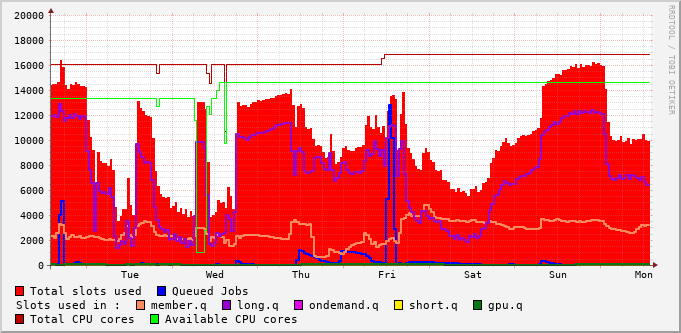 RRDTOOL / TOBI OETIKER
20000
18000
16000
14000
12000
10000
8000
6000
4000
2000
0
Tue Wed Thu Fri Sat Sun Mon
Total slots used Queued Jobs
Slots used in : member.q long.q ondemand.q short.q gpu.q
Total CPU cores Available CPU cores